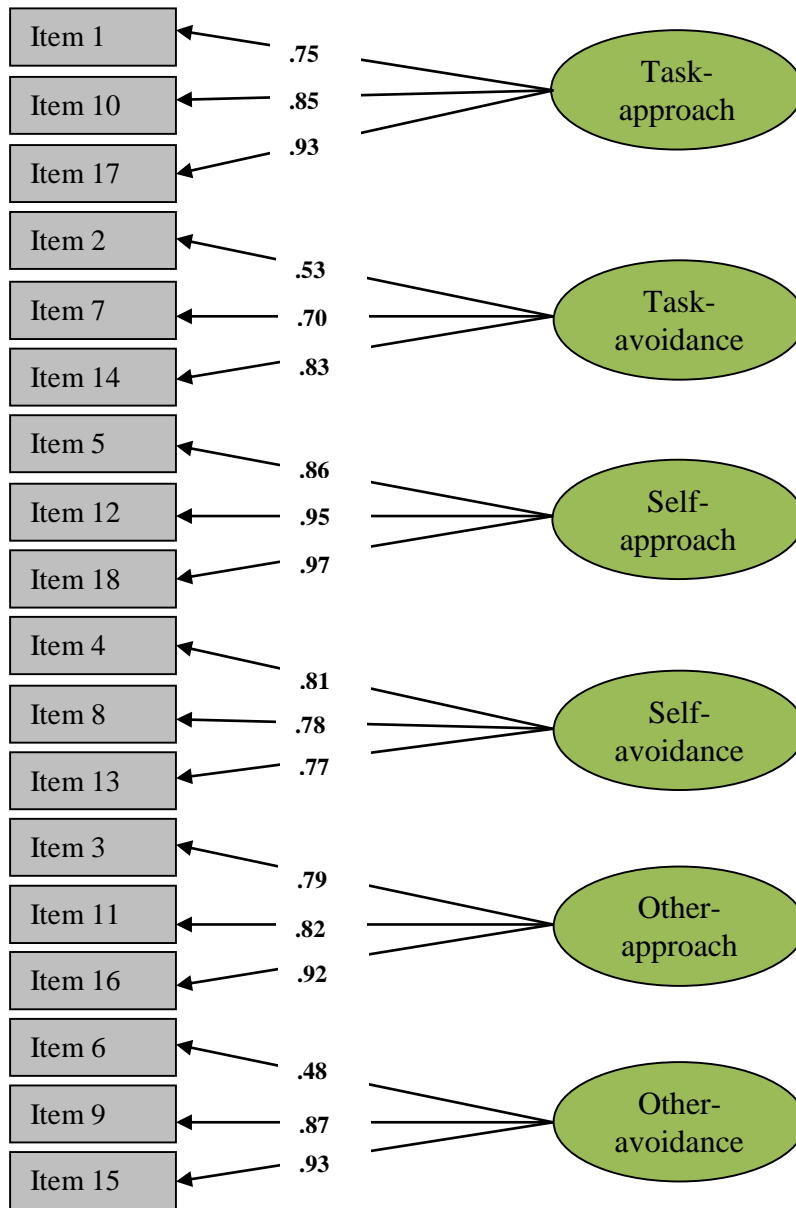 Item 1
.75
Task-
approach
Item 10
.85
Item 17
.93
Item 2
.53
Task-
avoidance
Item 7
.70
Item 14
.83
Item 5
.86
Self-
approach
Item 12
.95
Item 18
.97
Item 4
.81
Self-
avoidance
Item 8
.78
Item 13
.77
Item 3
.79
Other-
approach
Item 11
.82
Item 16
.92
Item 6
.48
Other-
avoidance
Item 9
.87
Item 15
.93